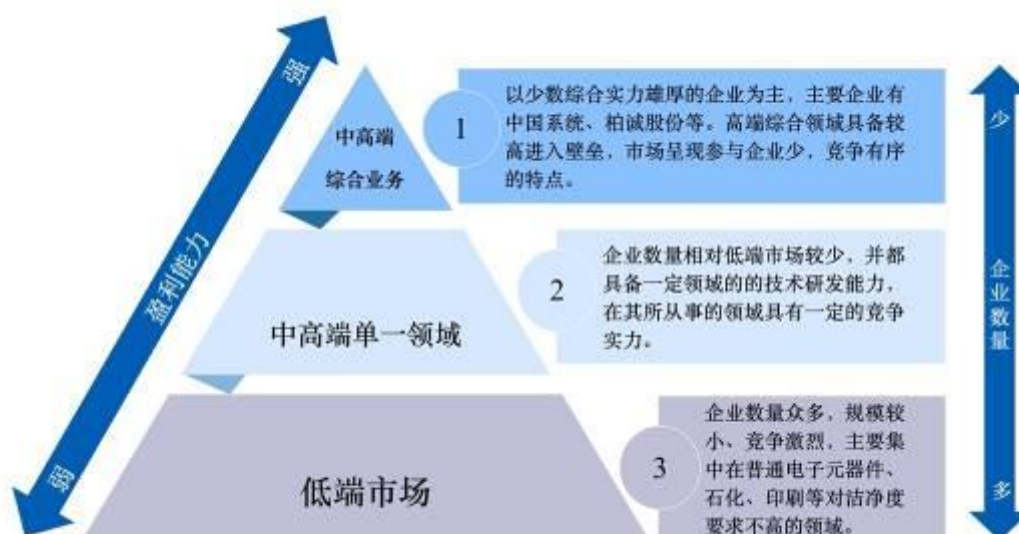 强
盈利能力
弱
中高端
综合业务
1
以少数综合实力雄厚的企业为主，主要企业有
中国系统、柏诚股份等。高端综合领域具备较
高进入壁垒，市场呈现参与企业少，竞争有序
的特点。
中高端单一领域
2
企业数量相对低端市场较少，并都
具备一定领域的的技术研发能力，
在其所从事的领域具有一定的竞争
实力。
低端市场
3
企业数量众多，规模较
小、竞争激烈，主要集
中在普通电子元器件、
石化、印刷等对洁净度
要求不高的领域。
少
企业数量
多